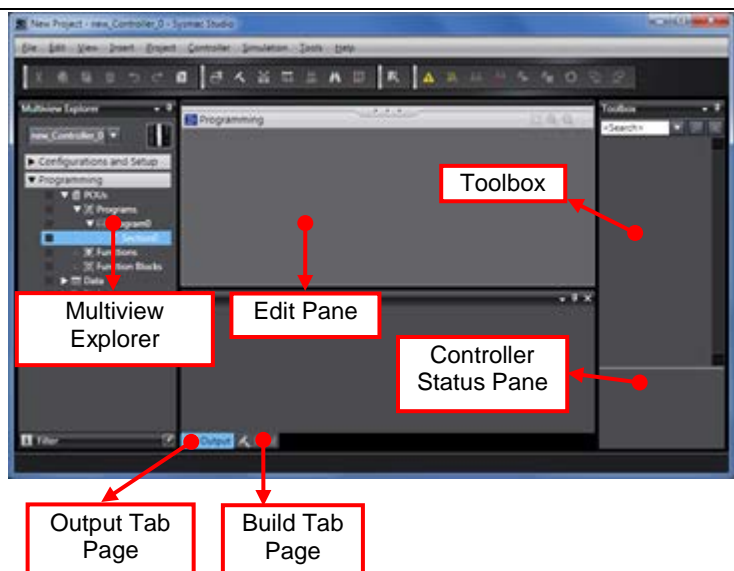 New Project - new_Controller_0 - Sysmac Studio
File Edit View Insert Project Controller Simulation Tools Help
Multiview Explorer
Toolbox
new_Controller_0
Programming
<Search>
Configurations and Setup
Programming
POUs
Programs
Program0
Section0
Functions
Function Blocks
Data
Toolbox
Multiview
Explorer
Edit Pane
Controller
Status Pane
Filter
Output
Output Tab
Page
Build Tab
Page